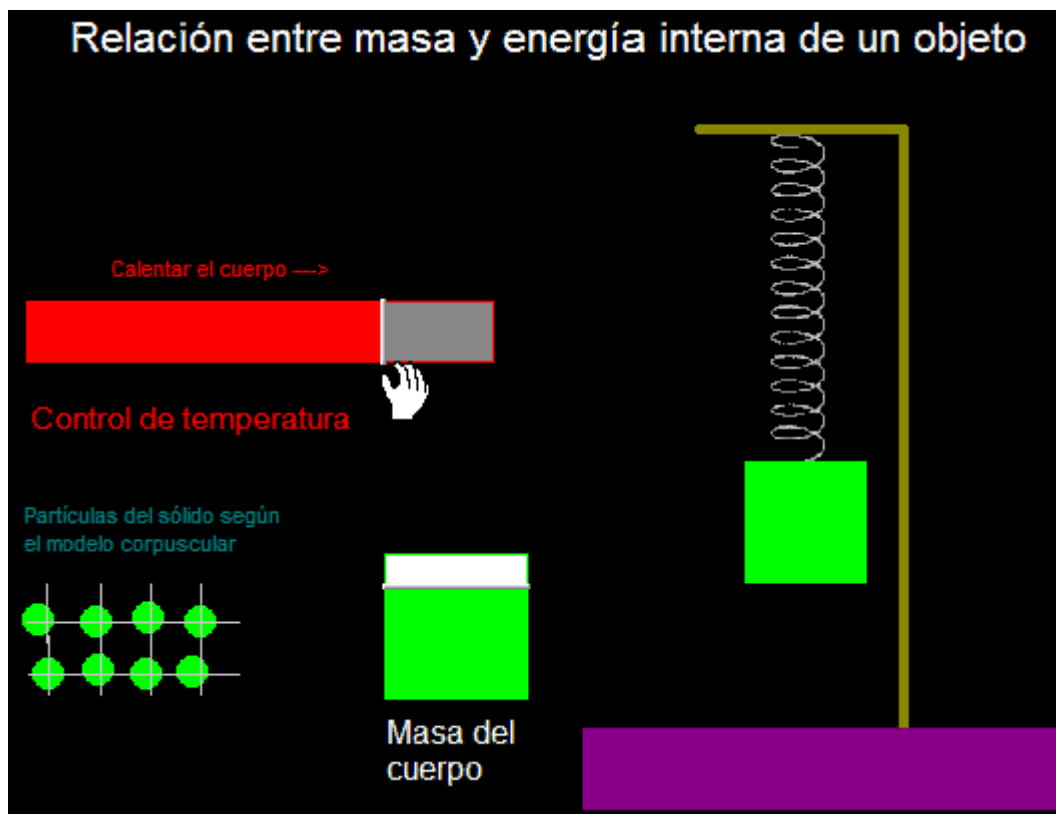 Relación entre masa y energía interna de un objeto
Calentar el cuerpo --->
Control de temperatura
Partículas del sólido según
el modelo corpuscular
Masa del
cuerpo